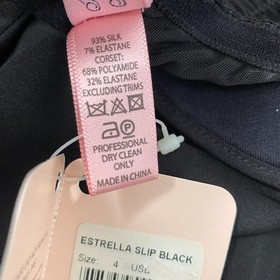 93% SILK
7% ELASTANE
CORSET:
68% POLYAMIDE
32% ELASTANE
EXCLUDING TRIMS
PROFESSIONAL
DRY CLEAN
ONLY
MADE IN CHINA
ESTRELLA SLIP BLACK
Size: 4 USD